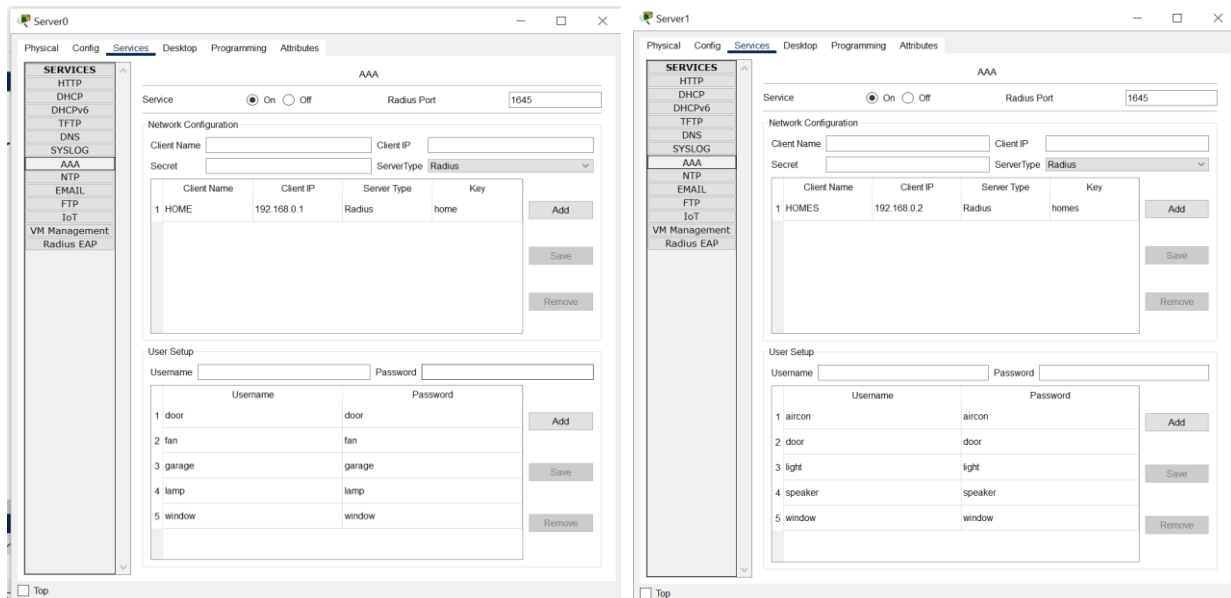 Server0
Physical Config Services Desktop Programming Attributes
SERVICES
HTTP
DHCP
DHCPv6
TFTP
DNS
SYSLOG
AAA
NTP
EMAIL
FTP
IoT
VM Management
Radius EAP
AAA
Service On Off Radius Port 1645
Network Configuration
Client Name Client IP
Secret ServerType Radius
Client Name Client IP Server Type Key
1 HOME 192.168.0.1 Radius home
Add
Save
Remove
User Setup
Username Password
Username Password
1 door door
Add
2 fan fan
3 garage garage
Save
4 lamp lamp
5 window window
Remove
Top
Server1
Physical Config Services Desktop Programming Attributes
SERVICES
HTTP
DHCP
DHCPv6
TFTP
DNS
SYSLOG
AAA
NTP
EMAIL
FTP
IoT
VM Management
Radius EAP
AAA
Service On Off Radius Port 1645
Network Configuration
Client Name Client IP
Secret ServerType Radius
Client Name Client IP Server Type Key
1 HOMES 192.168.0.2 Radius homes
Add
Save
Remove
User Setup
Username Password
Username Password
1 aircon aircon
Add
2 door door
3 light light
Save
4 speaker speaker
5 window window
Remove
Top